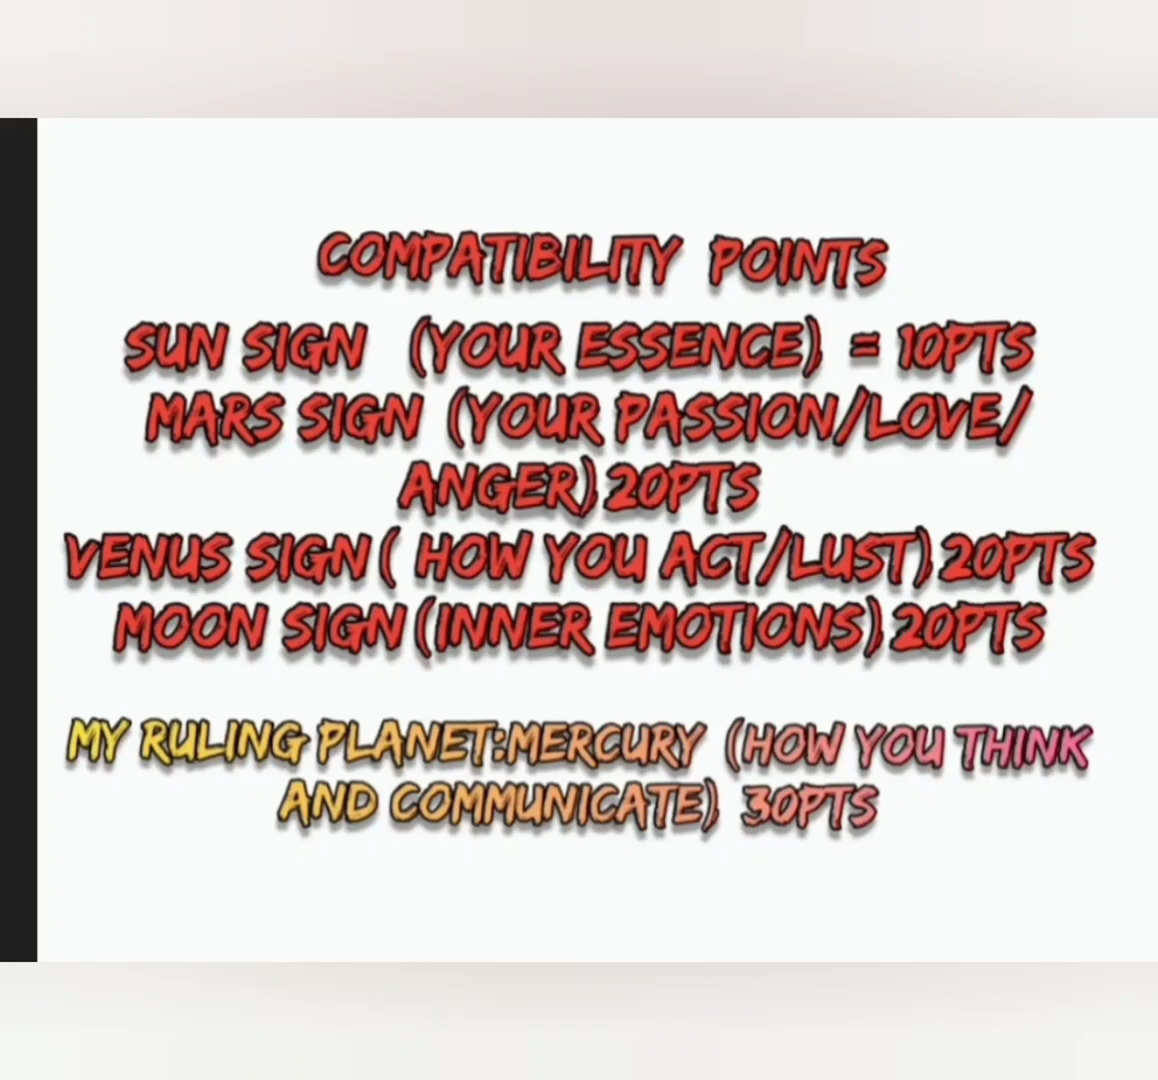 COMPATIBILITY POINTS
SUN SIGN (YOUR ESSENCE) = 10PTS
MARS SIGN (YOUR PASSION/LOVE/
ANGER) 20PTS
VENUS SIGN ( HOW YOU ACT/LUST) 20PTS
MOON SIGN (INNER EMOTIONS) 20PTS
MY RULING PLANET:MERCURY (HOW YOU THINK
AND COMMUNICATE) 30PTS